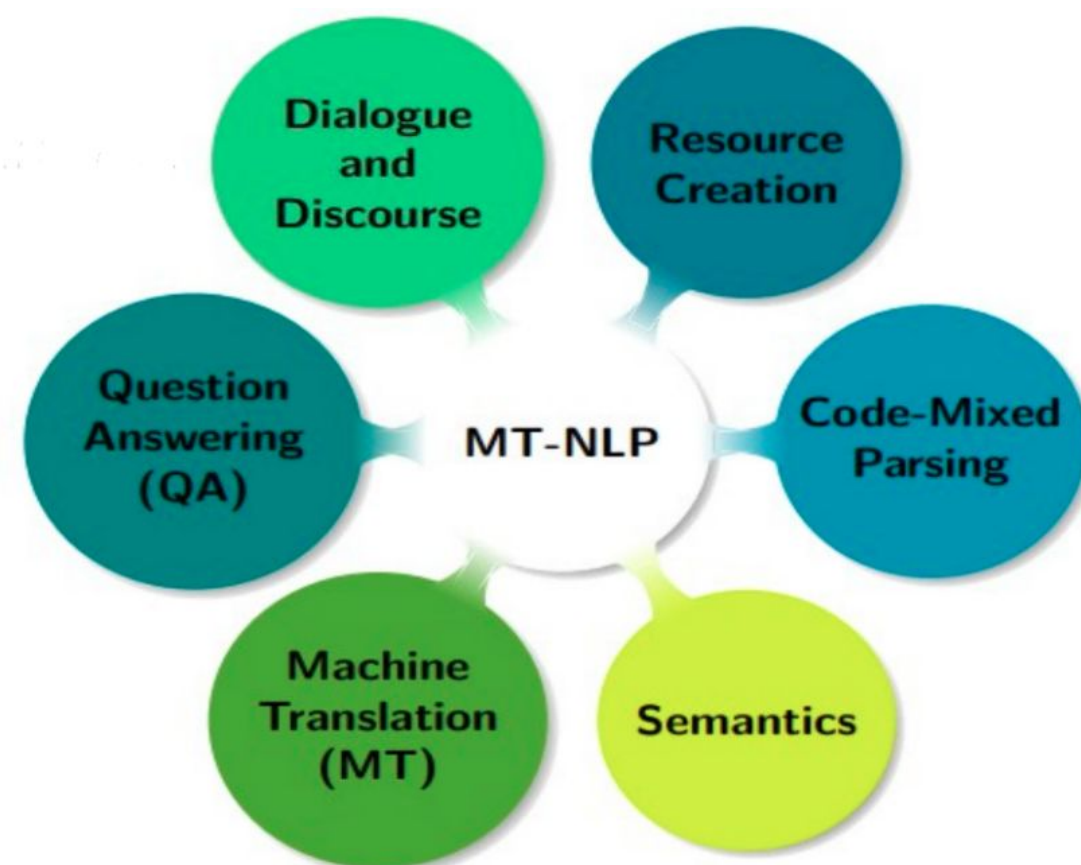 Dialogue
and
Discourse
Resource
Creation
Question
Answering
(QA)
MT-NLP
Code-Mixed
Parsing
Machine
Translation
(MT)
Semantics